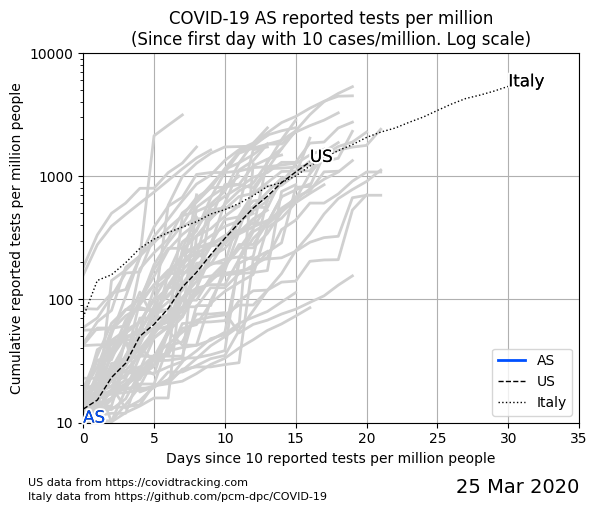 COVID-19 AS reported tests per million
(Since first day with 10 cases/million. Log scale)
Cumulative reported tests per million people
10000
1000
100
10
Italy
US
AS
AS
US
Italy
0 5 10 15 20 25 30 35
Days since 10 reported tests per million people
US data from https://covidtracking.com
Italy data from https://github.com/pcm-dpc/COVID-19
25 Mar 2020